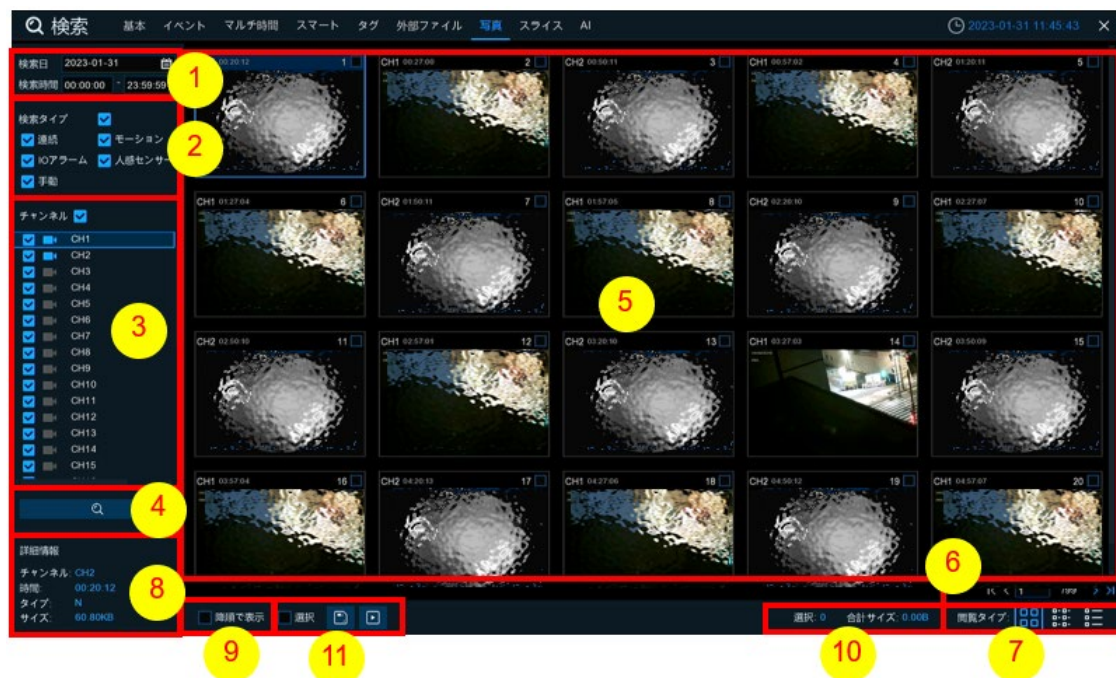 検索 基本 イベント マルチ時間 スマート タグ 外部ファイル 写真 スライス AI 2023-01-31 11:45:43
検索日 2023-01-31
検索時間 00:00:00 - 23:59:59
1
検索タイプ
連続 モーション
IOアラーム 人感センサー
手動
2
チャンネル
CH1
CH2
CH3
CH4
CH5
CH6
CH7
CH8
CH9
CH10
CH11
CH12
CH13
CH14
CH15
3
4
00:20:12 1
CH1 00:27:00 2
CH2 00:50:11 3
CH1 00:57:02 4
CH2 01:20:11 5
CH1 01:27:04 6
CH2 01:50:11 7
CH1 01:57:05 8
CH2 02:20:10 9
CH1 02:27:07 10
5
CH2 02:50:10 11
CH1 02:57:01 12
CH2 03:20:10 13
CH1 03:27:03 14
CH2 03:50:09 15
CH1 03:57:04 16
CH2 04:20:13 17
CH1 04:27:06 18
CH2 04:50:12 19
CH1 04:57:07 20
6
1
詳細情報
チャンネル: CH2
時間: 00:20:12
タイプ: N
サイズ: 60.80KB
8
降順で表示 選択 選択: 0 合計サイズ: 0.00B 閲覧タイプ:
9
11
10
7